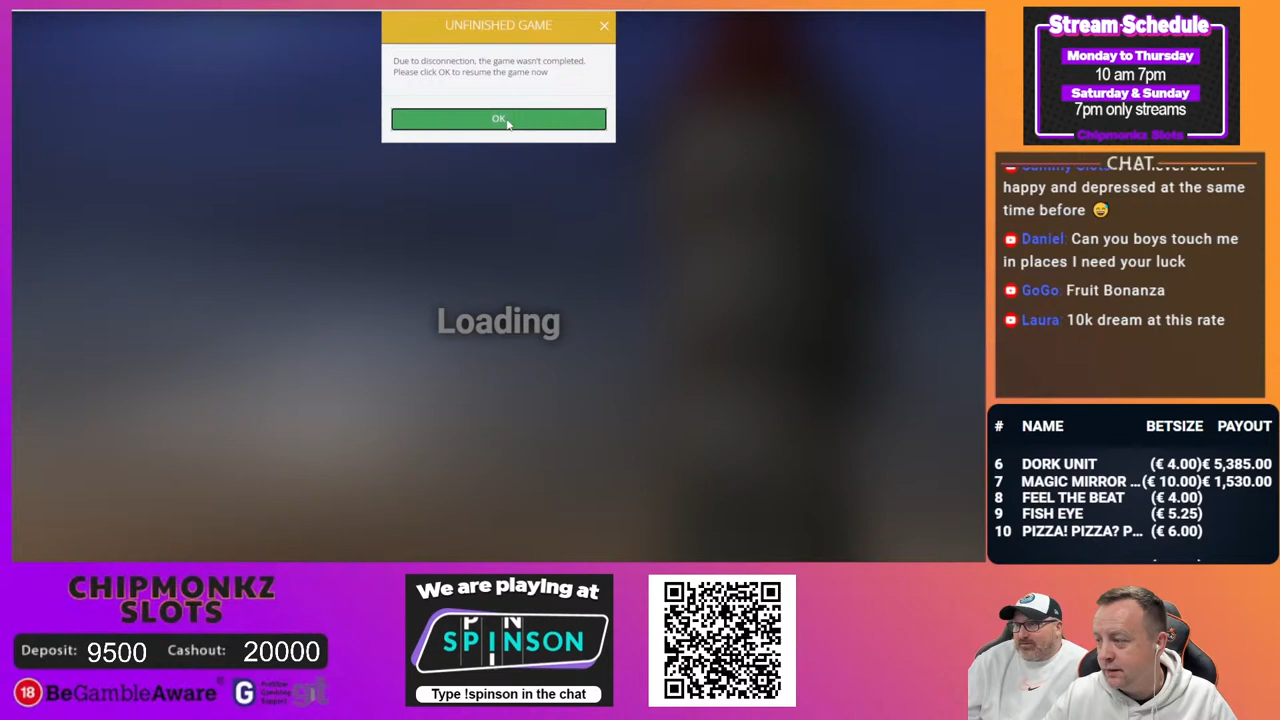 UNFINISHED GAME
Due to disconnection, the game wasn't completed.
Please click OK to resume the game now
OK
Loading
Stream Schedule
Monday to Thursday
10 am 7pm
Saturday & Sunday
7pm only streams
Chipmonkz Slots
CHAT
happy and depressed at the same
time before 😅
Daniel: Can you boys touch me
in places I need your luck
GoGo: Fruit Bonanza
Laura: 10k dream at this rate
# NAME BETSIZE PAYOUT
6 DORK UNIT (€ 4.00) € 5,385.00
7 MAGIC MIRROR ... (€ 10.00) € 1,530.00
8 FEEL THE BEAT (€ 4.00)
9 FISH EYE (€ 5.25)
10 PIZZA! PIZZA? P... (€ 6.00)
CHIPMONKZ
SLOTS
Deposit: 9500 Cashout: 20000
18 BeGambleAware
We are playing at
SPINSON
Type !spinson in the chat